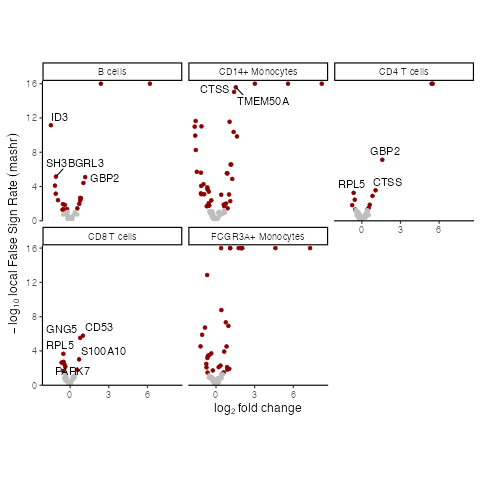 B cells
CD14+ Monocytes
CD4 T cells
16
12
8
4
0
ID3
SH3BGRL3
GBP2
CTSS
TMEM50A
GBP2
RPL5
CTSS
0
3
6
CD8 T cells
FCGR3A+ Monocytes
16
12
8
4
0
GNG5
CD53
RPL5
S100A10
PARK7
0
3
6
0
3
6
log2 fold change
−log10 local False Sign Rate (mashr)